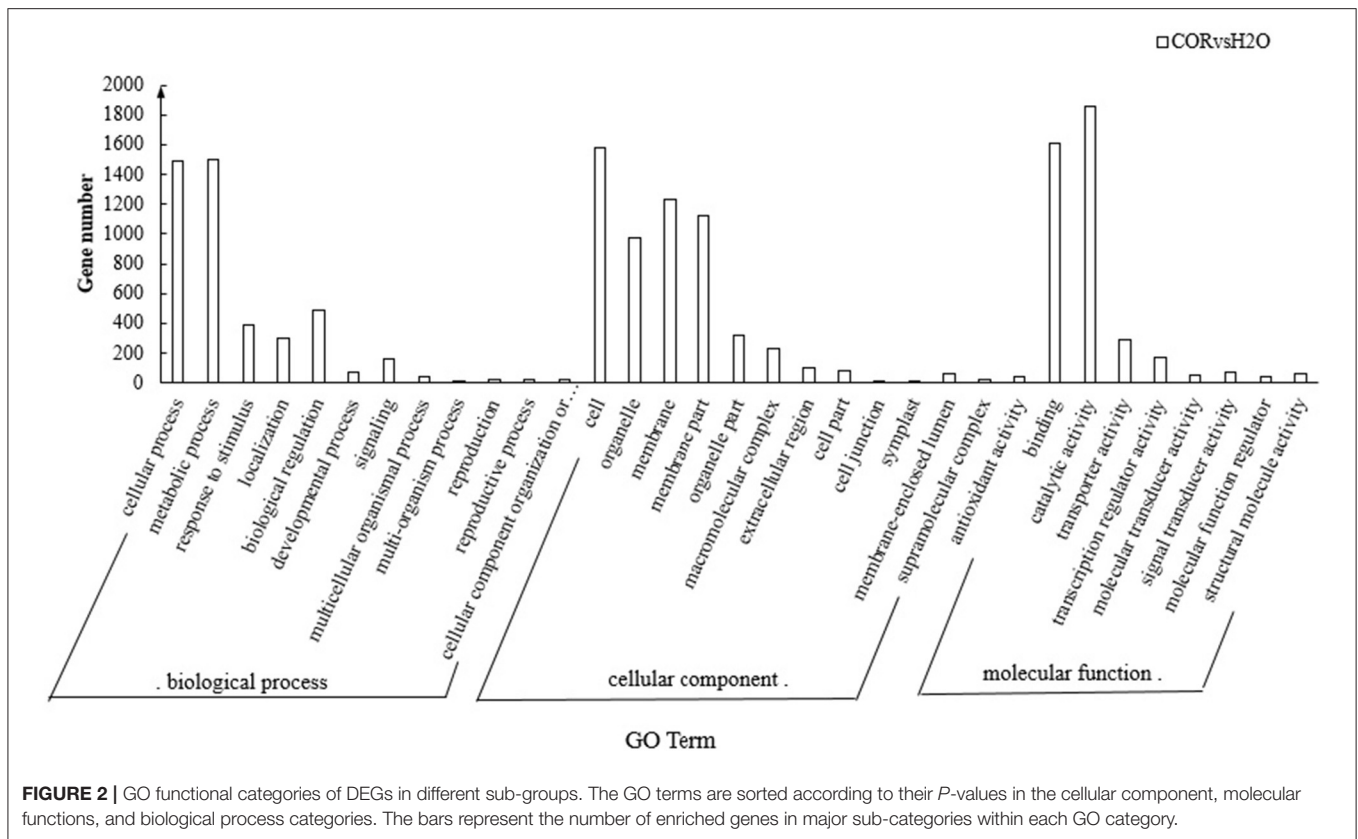 CORvsH2O
2000
1800
1600
1400
1200
1000
800
600
400
200
0
Gene number
cellular process
metabolic process
response to stimulus
localization
biological regulation
developmental process
signaling
multicellular organismal process
multi-organism process
reproduction
reproductive process
cellular component organization or…
cell
organelle
membrane
membrane part
organelle part
macromolecular complex
extracellular region
cell part
cell junction
symplast
membrane-enclosed lumen
supramolecular complex
antioxidant activity
binding
catalytic activity
transporter activity
transcription regulator activity
molecular transducer activity
signal transducer activity
molecular function regulator
structural molecule activity
. biological process
cellular component .
molecular function .
GO Term
FIGURE 2 | GO functional categories of DEGs in different sub-groups. The GO terms are sorted according to their P-values in the cellular component, molecular
functions, and biological process categories. The bars represent the number of enriched genes in major sub-categories within each GO category.